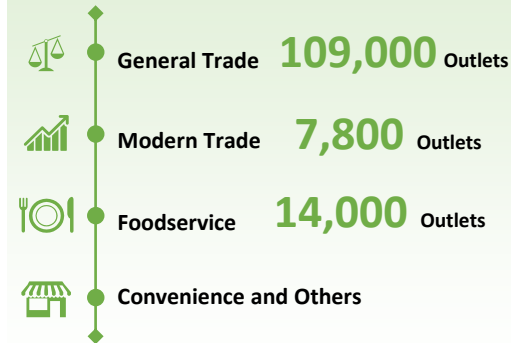 General Trade 109,000 Outlets
Modern Trade 7,800 Outlets
Foodservice 14,000 Outlets
Convenience and Others